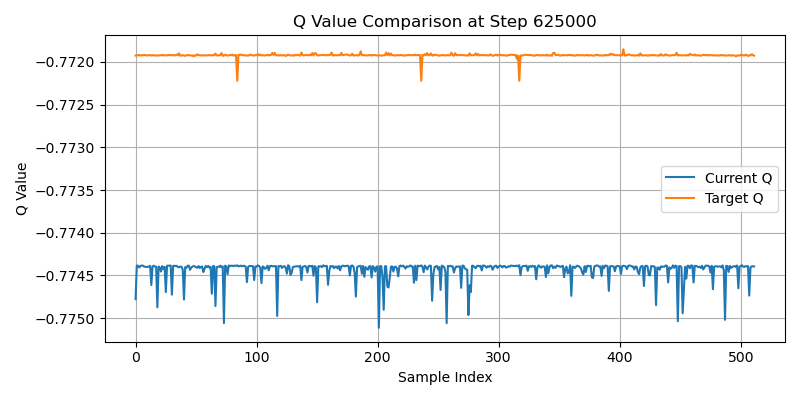 Q Value Comparison at Step 625000
Q Value
−0.7720
−0.7725
−0.7730
−0.7735
−0.7740
−0.7745
−0.7750
Current Q
Target Q
0
100
200
300
400
500
Sample Index